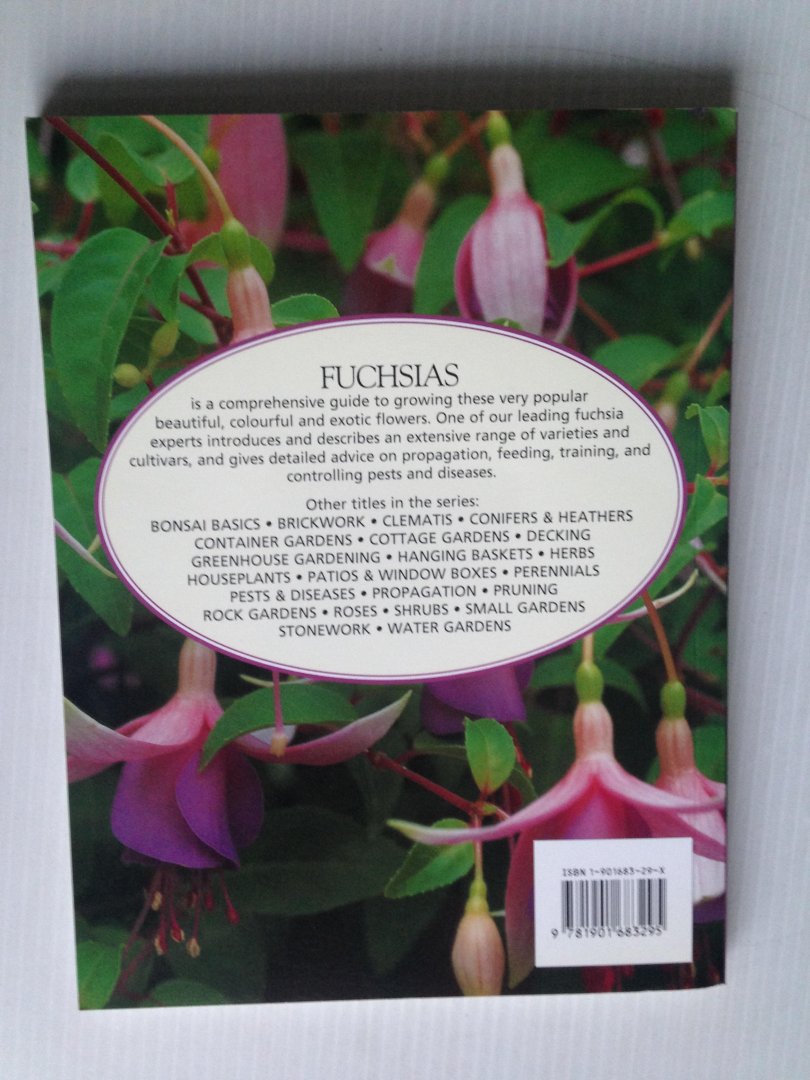 FUCHSIAS
is a comprehensive guide to growing these very popular
beautiful, colourful and exotic flowers. One of our leading fuchsia
experts introduces and describes an extensive range of varieties and
cultivars, and gives detailed advice on propagation, feeding, training, and
controlling pests and diseases.
Other titles in the series:
BONSAI BASICS • BRICKWORK • CLEMATIS • CONIFERS & HEATHERS
CONTAINER GARDENS • COTTAGE GARDENS • DECKING
GREENHOUSE GARDENING • HANGING BASKETS • HERBS
HOUSEPLANTS • PATIOS & WINDOW BOXES • PERENNIALS
PESTS & DISEASES • PROPAGATION • PRUNING
ROCK GARDENS • ROSES • SHRUBS • SMALL GARDENS
STONEWORK • WATER GARDENS
ISBN 1-901683-29-X
9 781901 683295